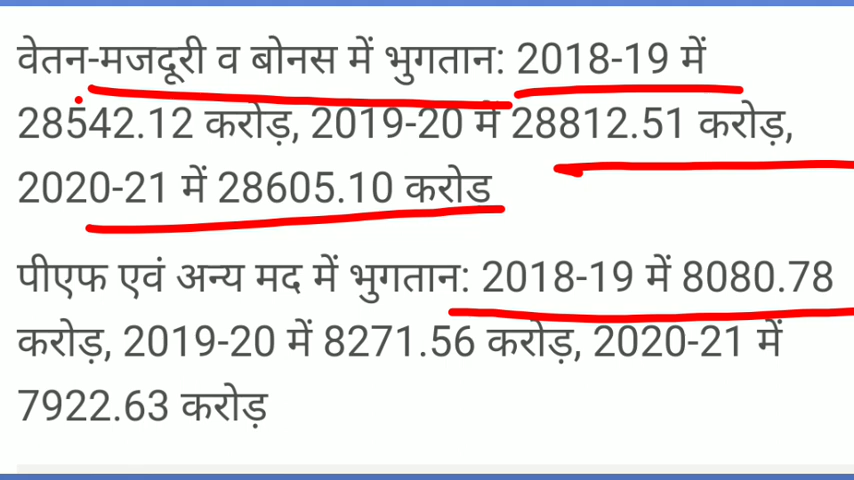 वेतन-मजदूरी व बोनस में भुगतान: 2018-19 में
28542.12 करोड़, 2019-20 में 28812.51 करोड़,
2020-21 में 28605.10 करोड
पीएफ एवं अन्य मद में भुगतान: 2018-19 में 8080.78
करोड़, 2019-20 में 8271.56 करोड़, 2020-21 में
7922.63 करोड़